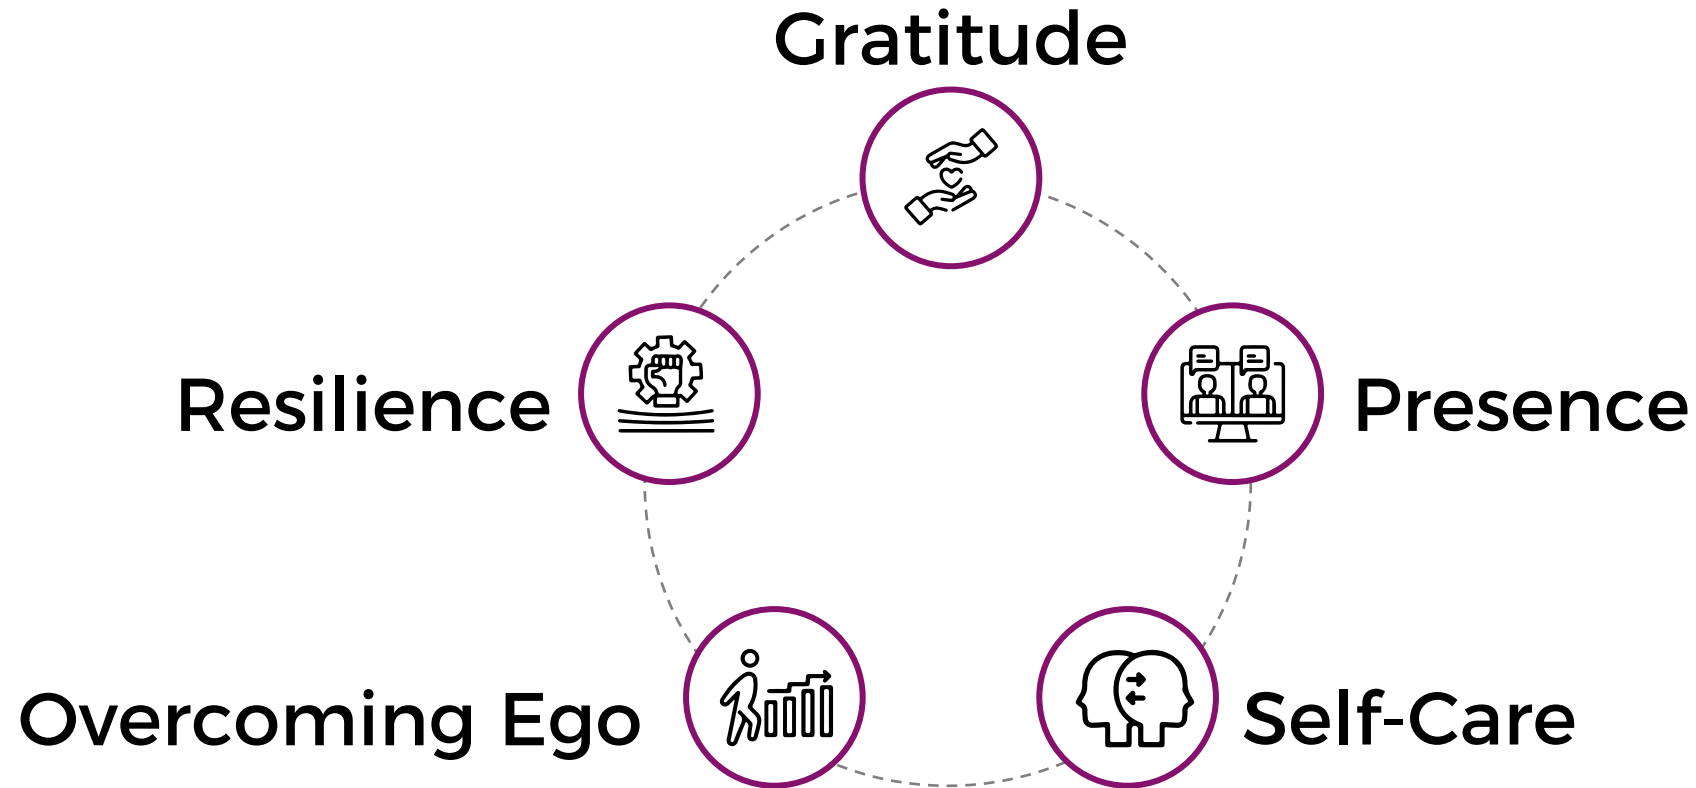 Gratitude
Resilience
Presence
Overcoming Ego
Self-Care